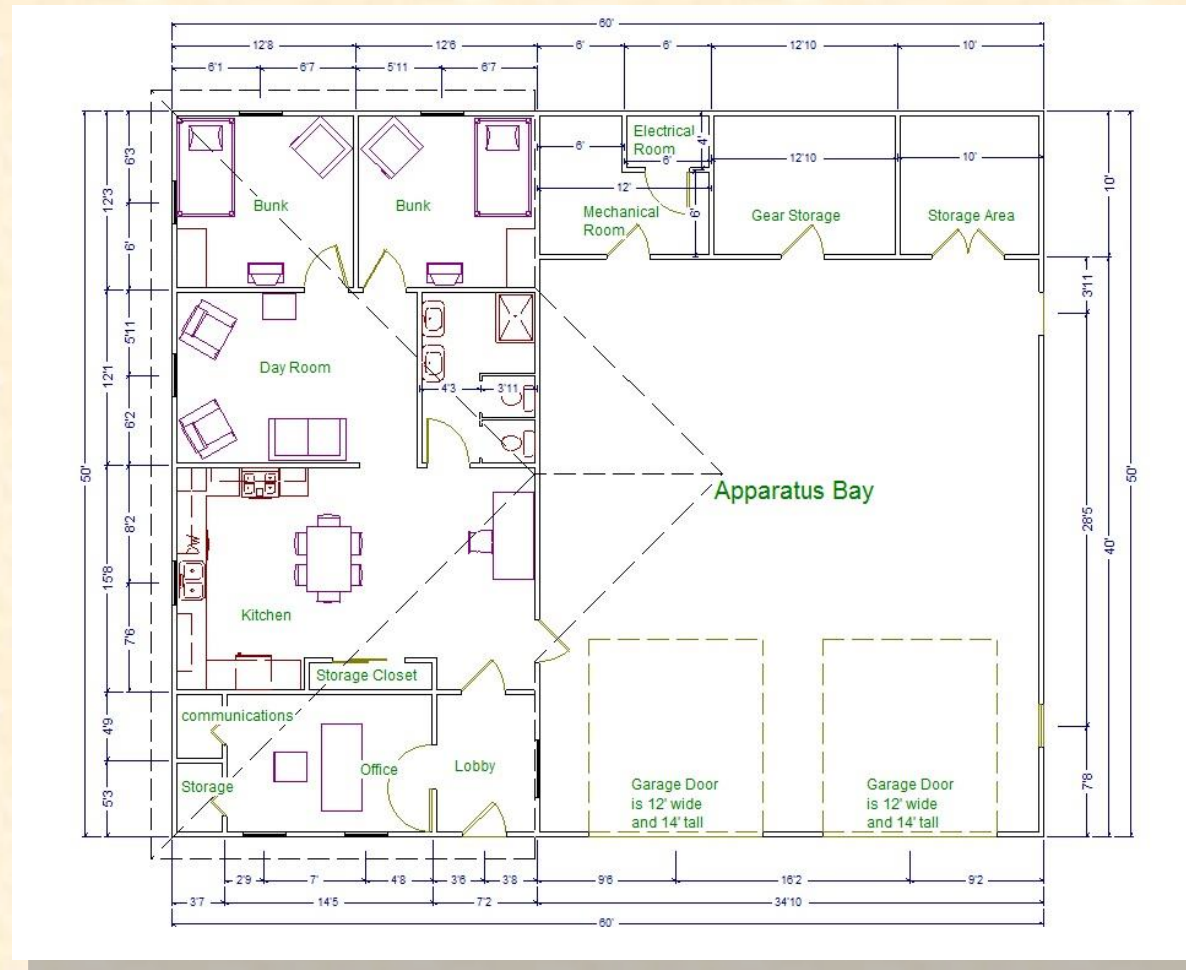 60'
12'8 12'6 6' 6' 12'10 10'
6'1 6'7 5'11 6'7
Electrical
Room
4'
6' 6' 12'10 10'
12'
Bunk Bunk
Mechanical
Room
6'
Gear Storage Storage Area
6'3
12'3
6'
10'
3'11
5'11
12'1
6'2
Day Room
4'3 3'11
50'
Apparatus Bay
50'
28'5
40'
8'2
15'8
7'6
Kitchen
Storage Closet
communications
4'9
Office
Lobby
Storage
5'3
Garage Door
is 12' wide
and 14' tall
Garage Door
is 12' wide
and 14' tall
7'8
2'9 7' 4'8 3'6 3'8 9'6 16'2 9'2
3'7 14'5 7'2 34'10
60'